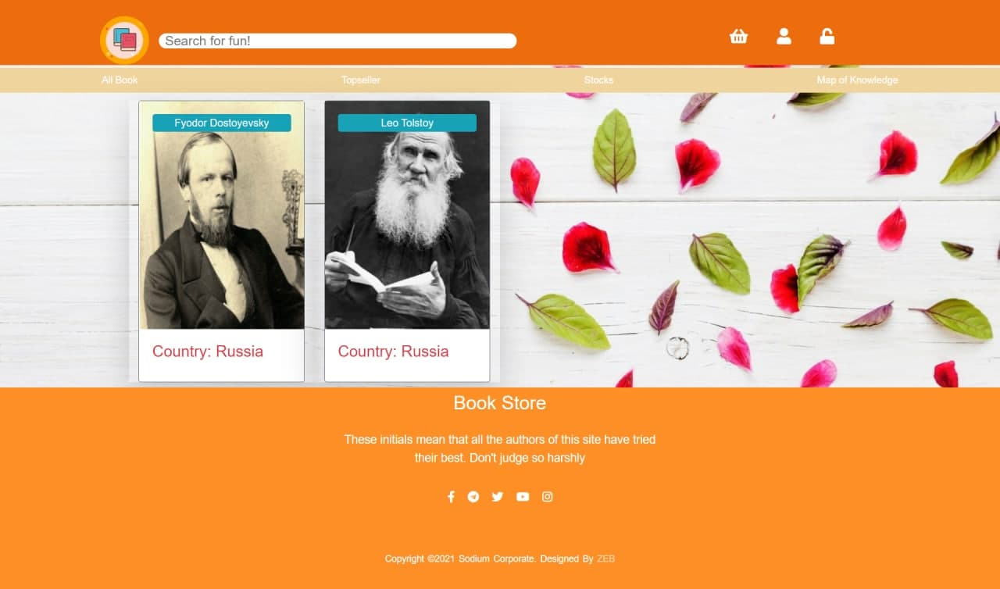 Search for fun!
All Book
Topseller
Stocks
Map of Knowledge
Fyodor Dostoyevsky
Leo Tolstoy
Country: Russia
Country: Russia
Book Store
These initials mean that all the authors of this site have tried
their best. Don't judge so harshly
Copyright ©2021 Sodium Corporate. Designed By ZEB